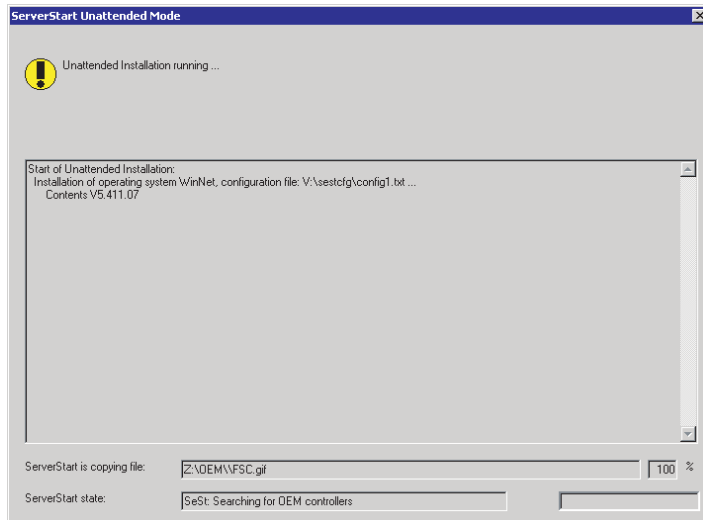 ServerStart Unattended Mode
Unattended Installation running ...
Start of Unattended Installation:
Installation of operating system WinNet, configuration file: V:\sestcfg\config1.txt ...
Contents V5.411.07
ServerStart is copying file: Z:\OEM\\FSC.gif 100 %
ServerStart state: SeSt: Searching for OEM controllers